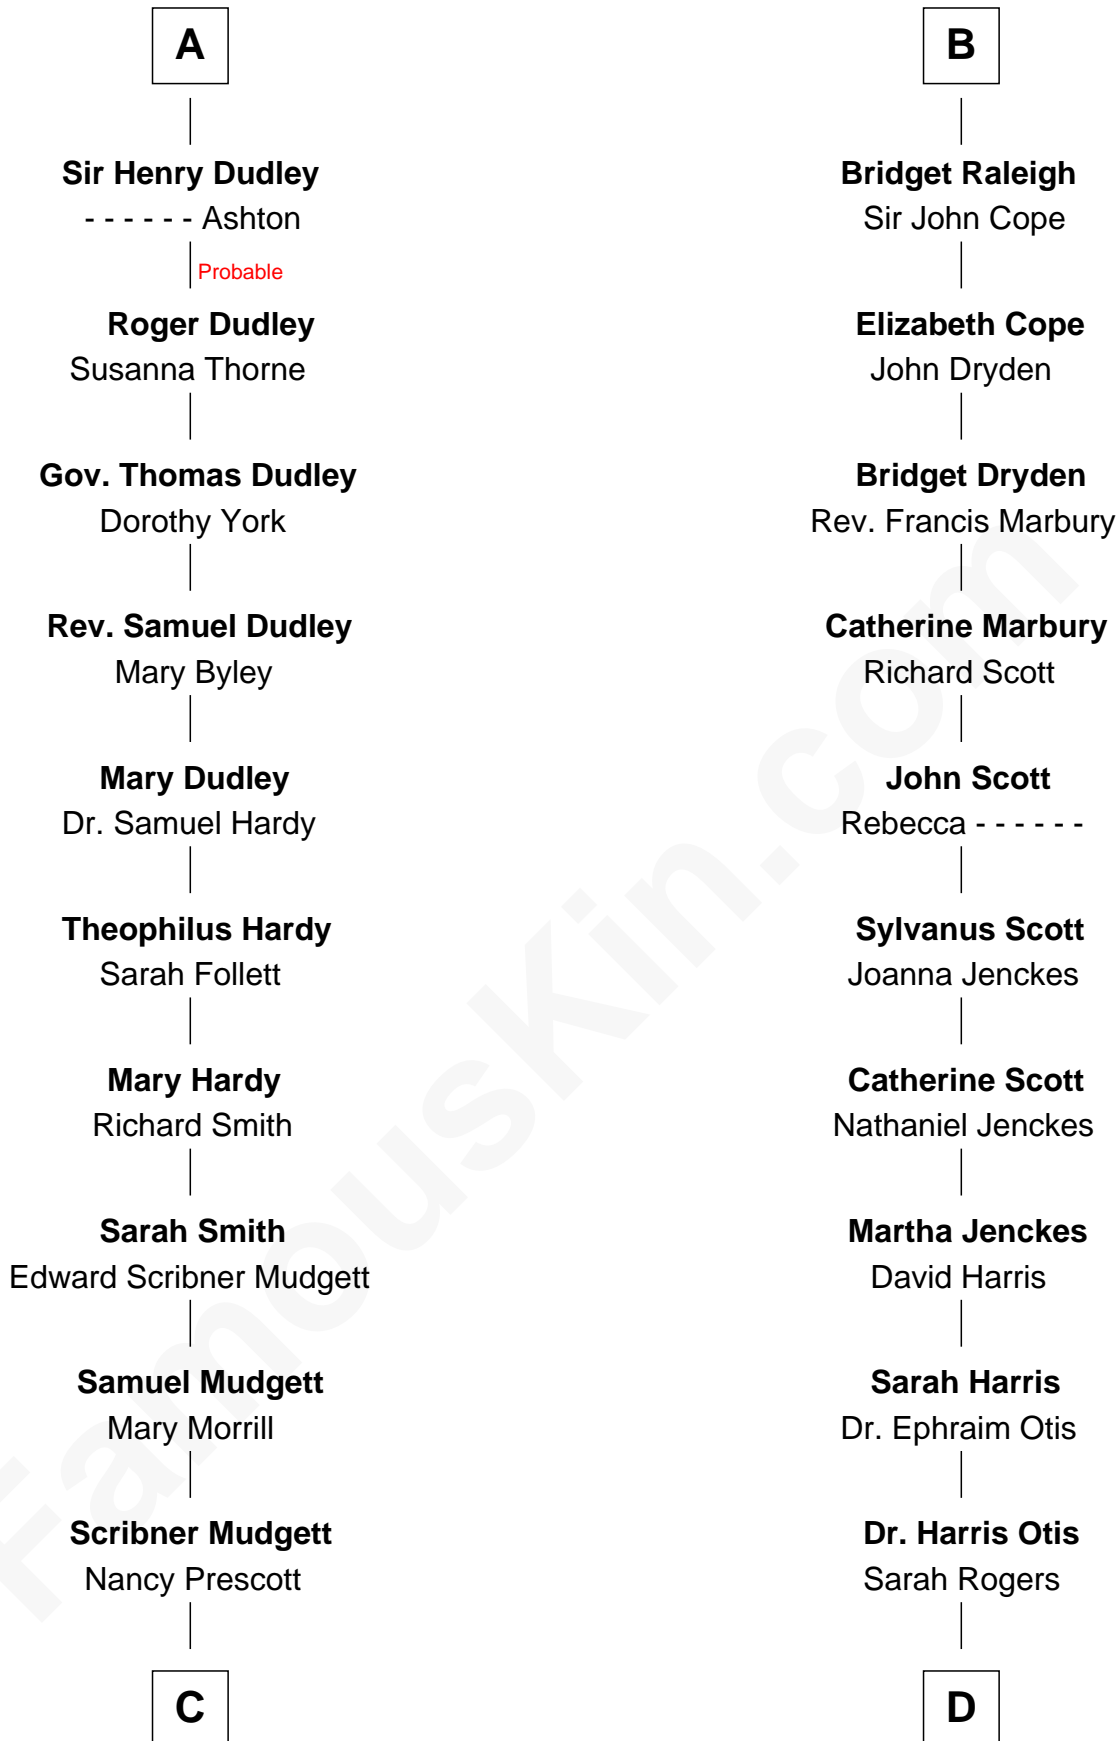 A
Sir Henry Dudley
- - - - - - Ashton
Probable
Roger Dudley
Susanna Thorne
Gov. Thomas Dudley
Dorothy York
Rev. Samuel Dudley
Mary Byley
Mary Dudley
Dr. Samuel Hardy
Theophilus Hardy
Sarah Follett
Mary Hardy
Richard Smith
Sarah Smith
Edward Scribner Mudgett
Samuel Mudgett
Mary Morrill
Scribner Mudgett
Nancy Prescott
C
B
Bridget Raleigh
Sir John Cope
Elizabeth Cope
John Dryden
Bridget Dryden
Rev. Francis Marbury
Catherine Marbury
Richard Scott
John Scott
Rebecca - - - - - -
Sylvanus Scott
Joanna Jenckes
Catherine Scott
Nathaniel Jenckes
Martha Jenckes
David Harris
Sarah Harris
Dr. Ephraim Otis
Dr. Harris Otis
Sarah Rogers
D
FamousKin.com